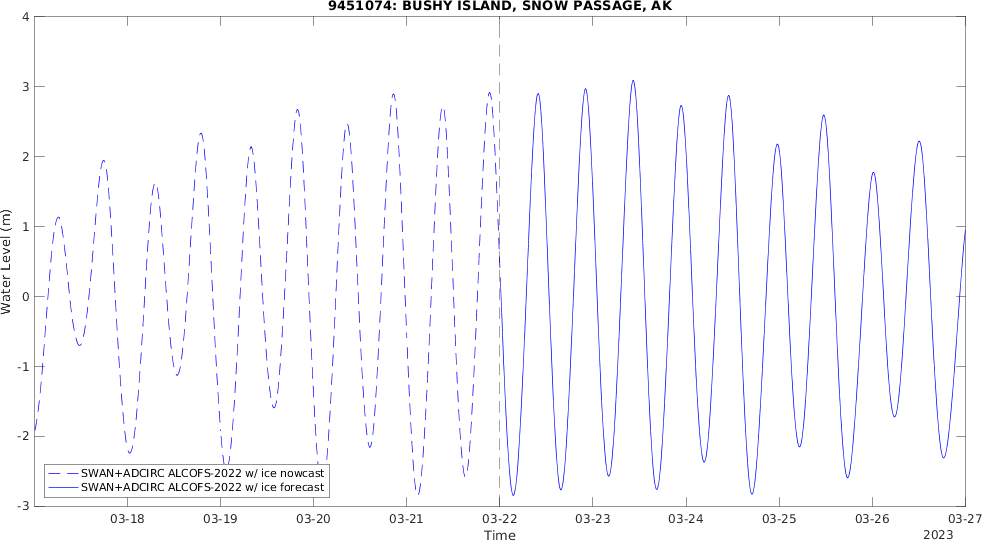 9451074: BUSHY ISLAND, SNOW PASSAGE, AK
4
3
2
1
0
-1
-2
-3
Water Level (m)
SWAN+ADCIRC ALCOFS-2022 w/ ice nowcast
SWAN+ADCIRC ALCOFS-2022 w/ ice forecast
03-18 03-19 03-20 03-21 03-22 03-23 03-24 03-25 03-26 03-27
Time
2023